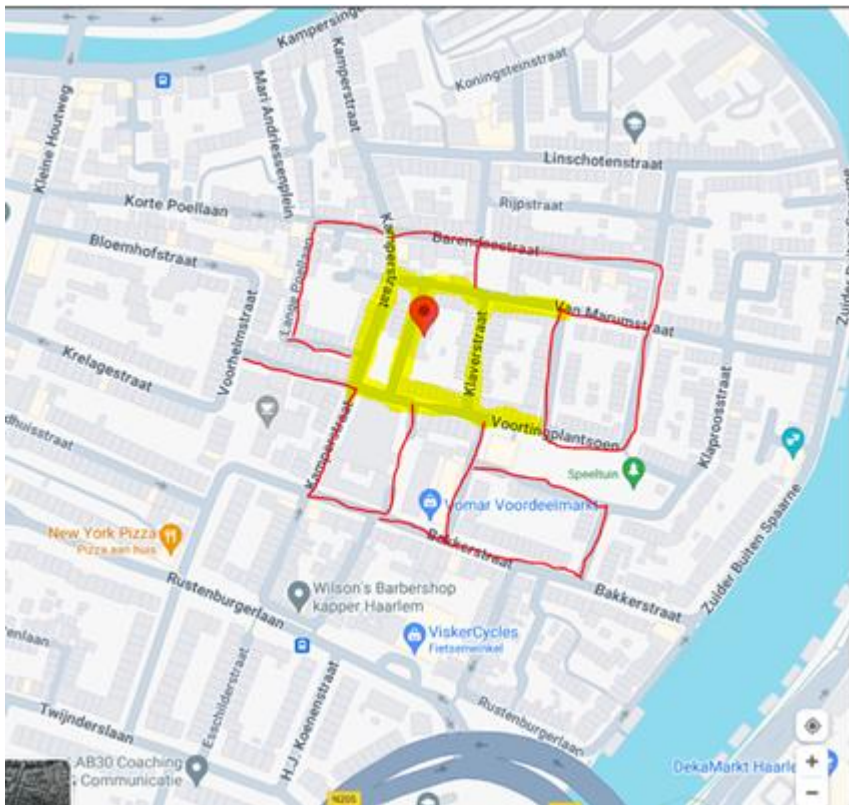 Kampersingel
Kamperstraat
Koningsteinstraat
Mari Andriessenplein
Kleine Houtweg
Linschotenstraat
Korte Poellaan
Rijpstraat
Bloemhofstraat
Kamperstraat
Barendsestraat
Lange Poellaan
Van Marumstraat
Voorhelmstraat
Klaverstraat
Krelagestraat
Klaproosstraat
Voortingplantsoen
Kamperstraat
Speeltuin
Vomar Voordeelmarkt
New York Pizza
Pizza aan huis
Bakkerstraat
Zuider Buiten Spaarne
Wilson's Barbershop
kapper Haarlem
Rustenburgerlaan
Bakkerstraat
ViskerCycles
Fietsenwinkel
Esschilderstraat
H.J. Koenenstraat
Rustenburgerlaan
Twijnderslaan
AB30 Coaching
& Communicatie
DekaMarkt Haarle
N205